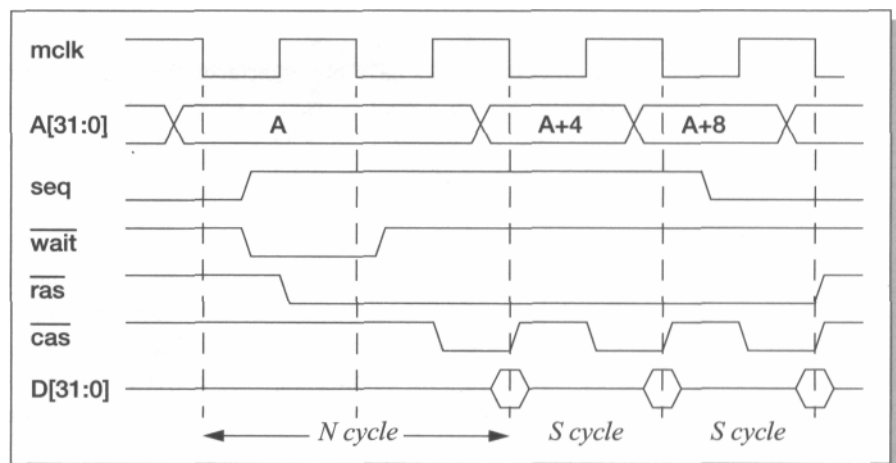 mclk
A[31:0] A A+4 A+8
seq
wait
ras
cas
D[31:0]
N cycle S cycle S cycle